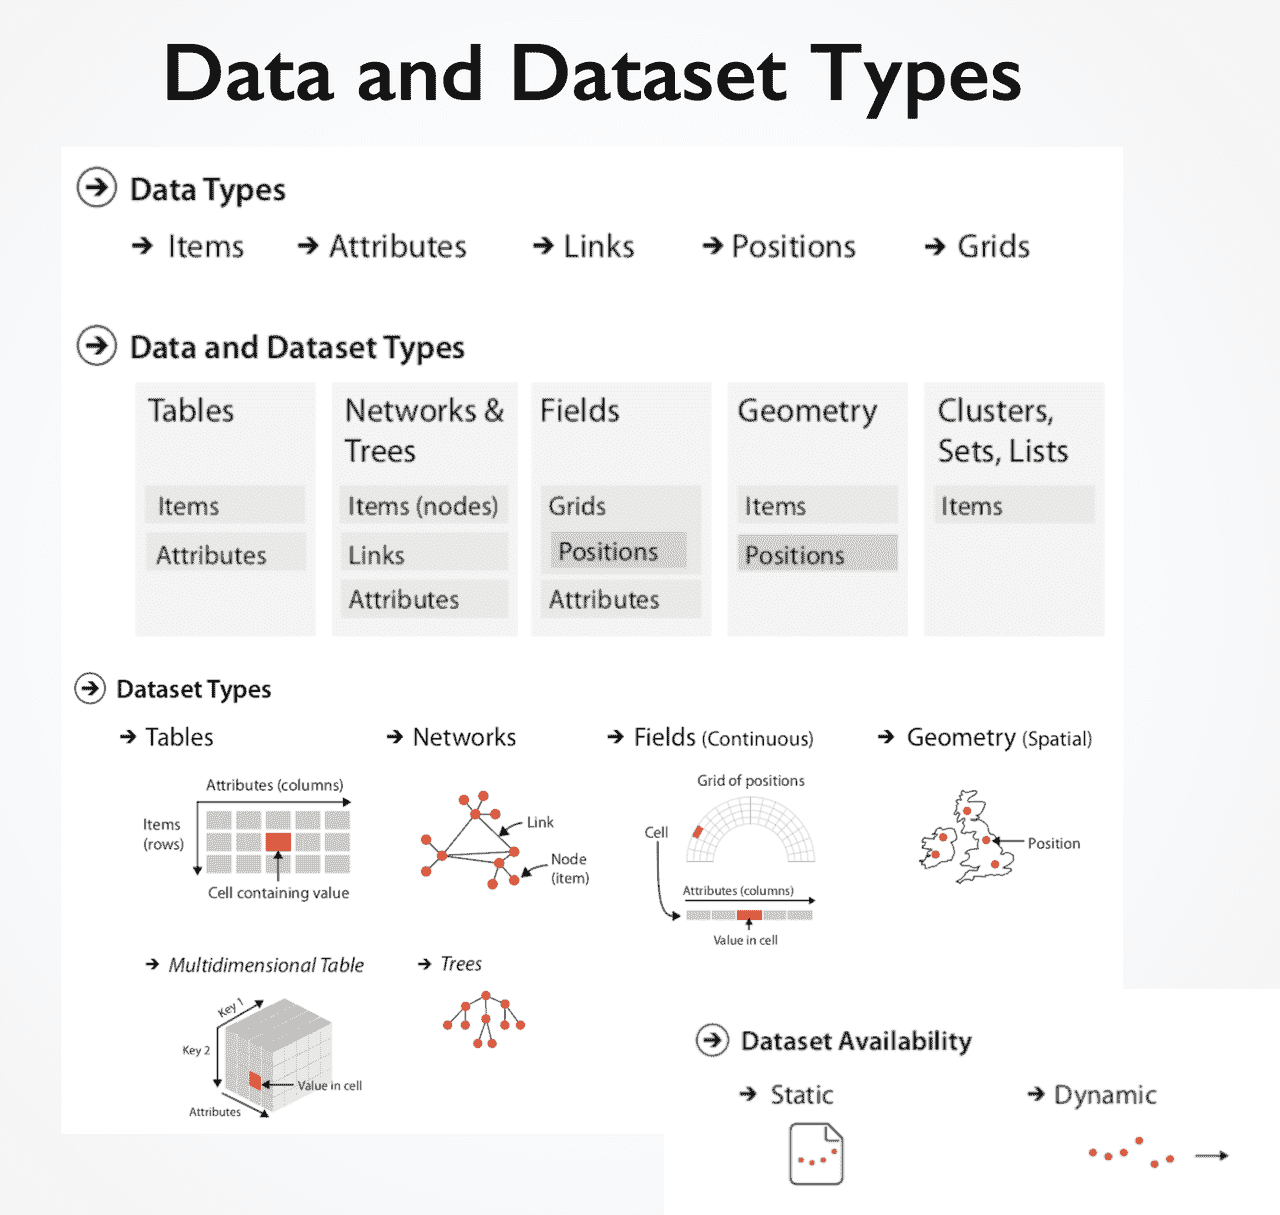 Data and Dataset Types
Data Types
Items
Attributes
Links
Positions
Grids
Data and Dataset Types
Tables
Items
Attributes
Networks &
Trees
Items (nodes)
Links
Attributes
Fields
Grids
Positions
Attributes
Geometry
Items
Positions
Clusters,
Sets, Lists
Items
Dataset Types
Tables
Attributes (columns)
Items
(rows)
Cell containing value
Networks
Link
Node
(item)
Fields (Continuous)
Grid of positions
Cell
Attributes (columns)
Value in cell
Geometry (Spatial)
Position
Multidimensional Table
Key 1
Key 2
Value in cell
Attributes
Trees
Dataset Availability
Static
Dynamic